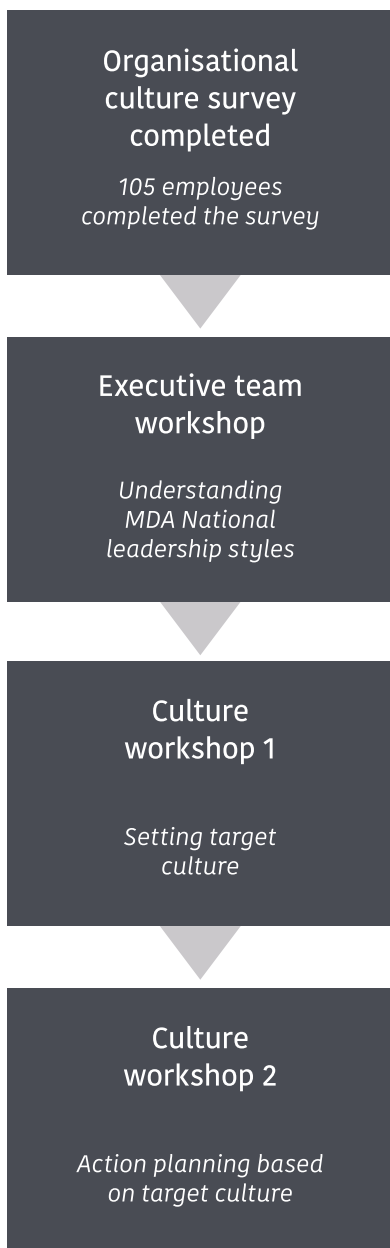 Organisational
culture survey
completed
105 employees
completed the survey
Executive team
workshop
Understanding
MDA National
leadership styles
Culture
workshop 1
Setting target
culture
Culture
workshop 2
Action planning based
on target culture